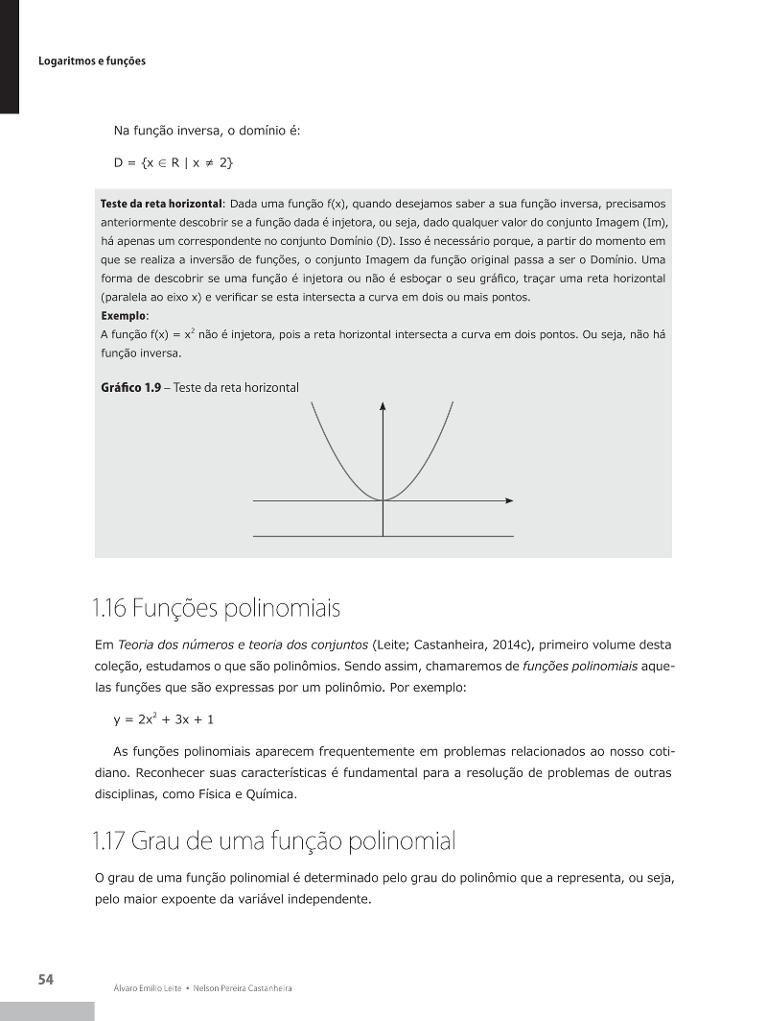 Logaritmos e funções
Na função inversa, o domínio é:
D = {x ∈ R | x ≠ 2}
Teste da reta horizontal: Dada uma função f(x), quando desejamos saber a sua função inversa, precisamos
anteriormente descobrir se a função dada é injetora, ou seja, dado qualquer valor do conjunto Imagem (Im),
há apenas um correspondente no conjunto Domínio (D). Isso é necessário porque, a partir do momento em
que se realiza a inversão de funções, o conjunto Imagem da função original passa a ser o Domínio. Uma
forma de descobrir se uma função é injetora ou não é esboçar o seu gráfico, traçar uma reta horizontal
(paralela ao eixo x) e verificar se esta intersecta a curva em dois ou mais pontos.
Exemplo:
A função f(x) = x² não é injetora, pois a reta horizontal intersecta a curva em dois pontos. Ou seja, não há
função inversa.
Gráfico 1.9 – Teste da reta horizontal
1.16 Funções polinomiais
Em Teoria dos números e teoria dos conjuntos (Leite; Castanheira, 2014c), primeiro volume desta
coleção, estudamos o que são polinômios. Sendo assim, chamaremos de funções polinomiais aque-
las funções que são expressas por um polinômio. Por exemplo:
y = 2x² + 3x + 1
As funções polinomiais aparecem frequentemente em problemas relacionados ao nosso coti-
diano. Reconhecer suas características é fundamental para a resolução de problemas de outras
disciplinas, como Física e Química.
1.17 Grau de uma função polinomial
O grau de uma função polinomial é determinado pelo grau do polinômio que a representa, ou seja,
pelo maior expoente da variável independente.
54
Álvaro Emílio Leite • Nelson Pereira Castanheira